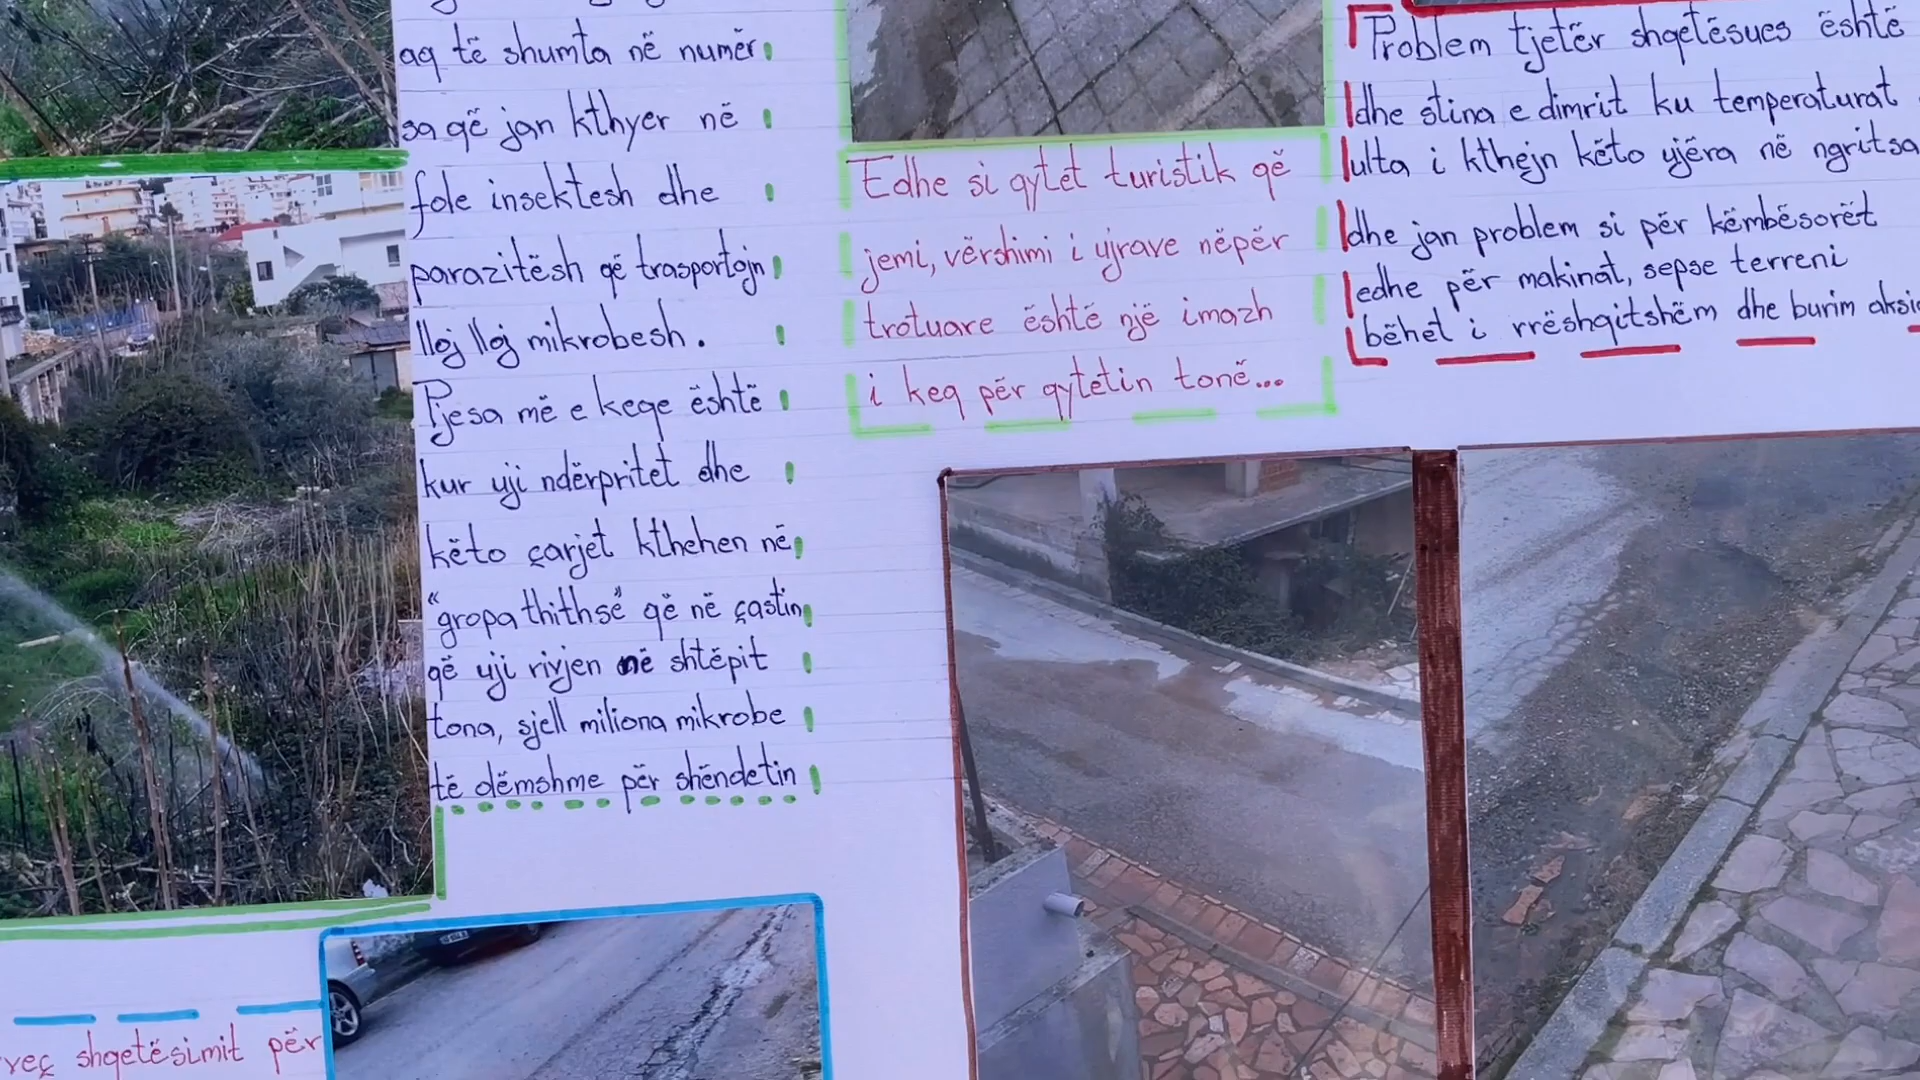 aq të shumta në numër
sa që jan kthyer në
fole insektesh dhe
parazitësh që trasportojn
lloj lloj mikrobesh.
Pjesa më e keqe është
kur uji ndërpritet dhe
këto çarjet kthehen në
"gropa thithsë" që në çastin
që uji rivjen në shtëpit
tona, sjell miliona mikrobe
të dëmshme për shëndetin
Edhe si qytet turistik që
jemi, vërshimi i ujrave nëpër
trotuare është një imazh
i keq për qytetin tonë...
Problem tjetër shqetësues është
dhe stina e dimrit ku temperaturat
ulta i kthejn këto ujëra në ngritsa
dhe jan problem si për këmbësorët
edhe për makinat, sepse terreni
bëhet i rrëshqitshëm dhe burim
veç shqetësimit për